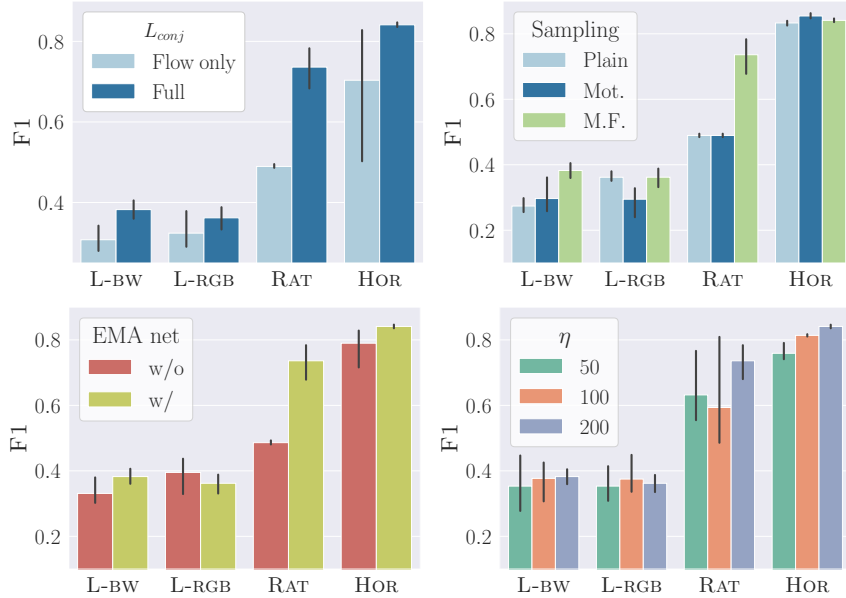 L_conj
Flow only
Full
0.8
0.6
0.4
F1
L-BW L-RGB RAT HOR
Sampling
Plain
Mot.
M.F.
0.8
0.6
0.4
0.2
F1
L-BW L-RGB RAT HOR
EMA net
w/o
w/
0.8
0.6
0.4
0.2
F1
L-BW L-RGB RAT HOR
η
50
100
200
0.8
0.6
0.4
0.2
F1
L-BW L-RGB RAT HOR